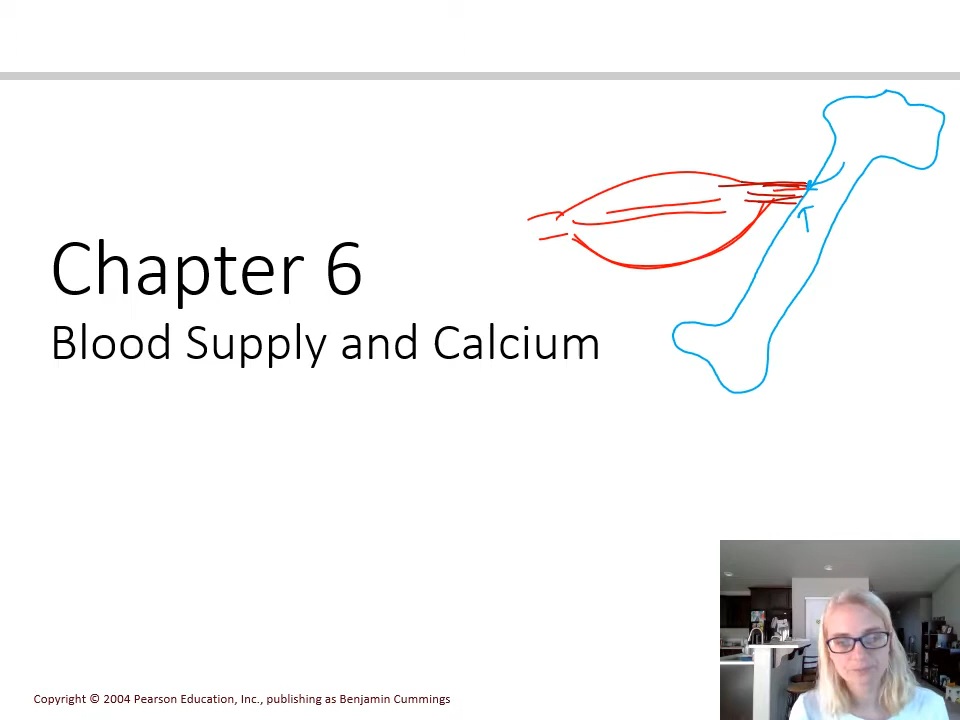 Chapter 6
Blood Supply and Calcium
Copyright © 2004 Pearson Education, Inc., publishing as Benjamin Cummings